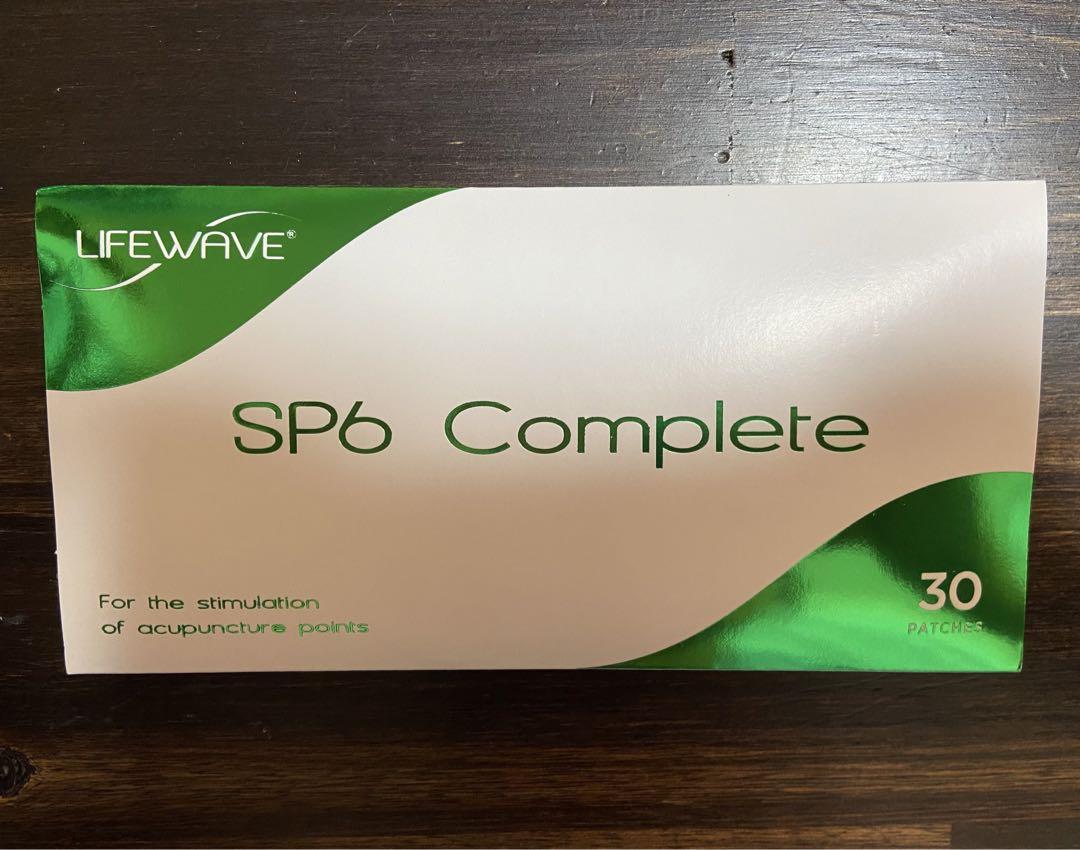 LIFEWAVE®
SP6 Complete
For the stimulation
of acupuncture points
30
PATCHES